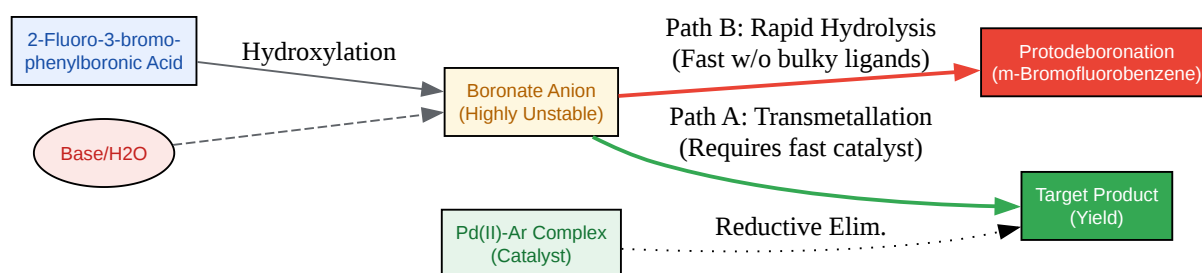 2-Fluoro-3-bromo-
phenylboronic Acid
Hydroxylation
Base/H2O
Boronate Anion
(Highly Unstable)
Path B: Rapid Hydrolysis
(Fast w/o bulky ligands)
Protodeboronation
(m-Bromofluorobenzene)
Path A: Transmetallation
(Requires fast catalyst)
Target Product
(Yield)
Pd(II)-Ar Complex
(Catalyst)
Reductive Elim.